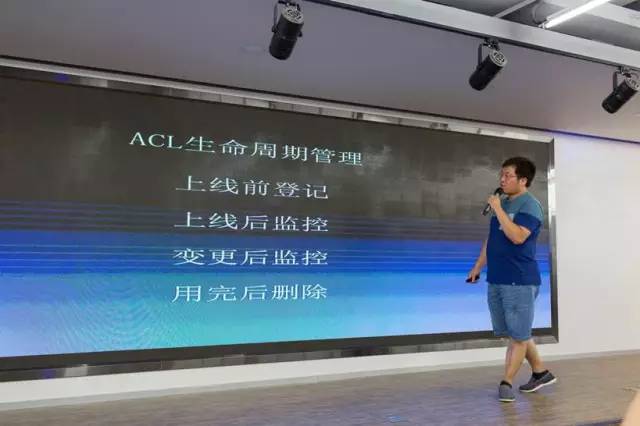 ACL生命周期管理
上线前登记
上线后监控
变更后监控
用完后删除